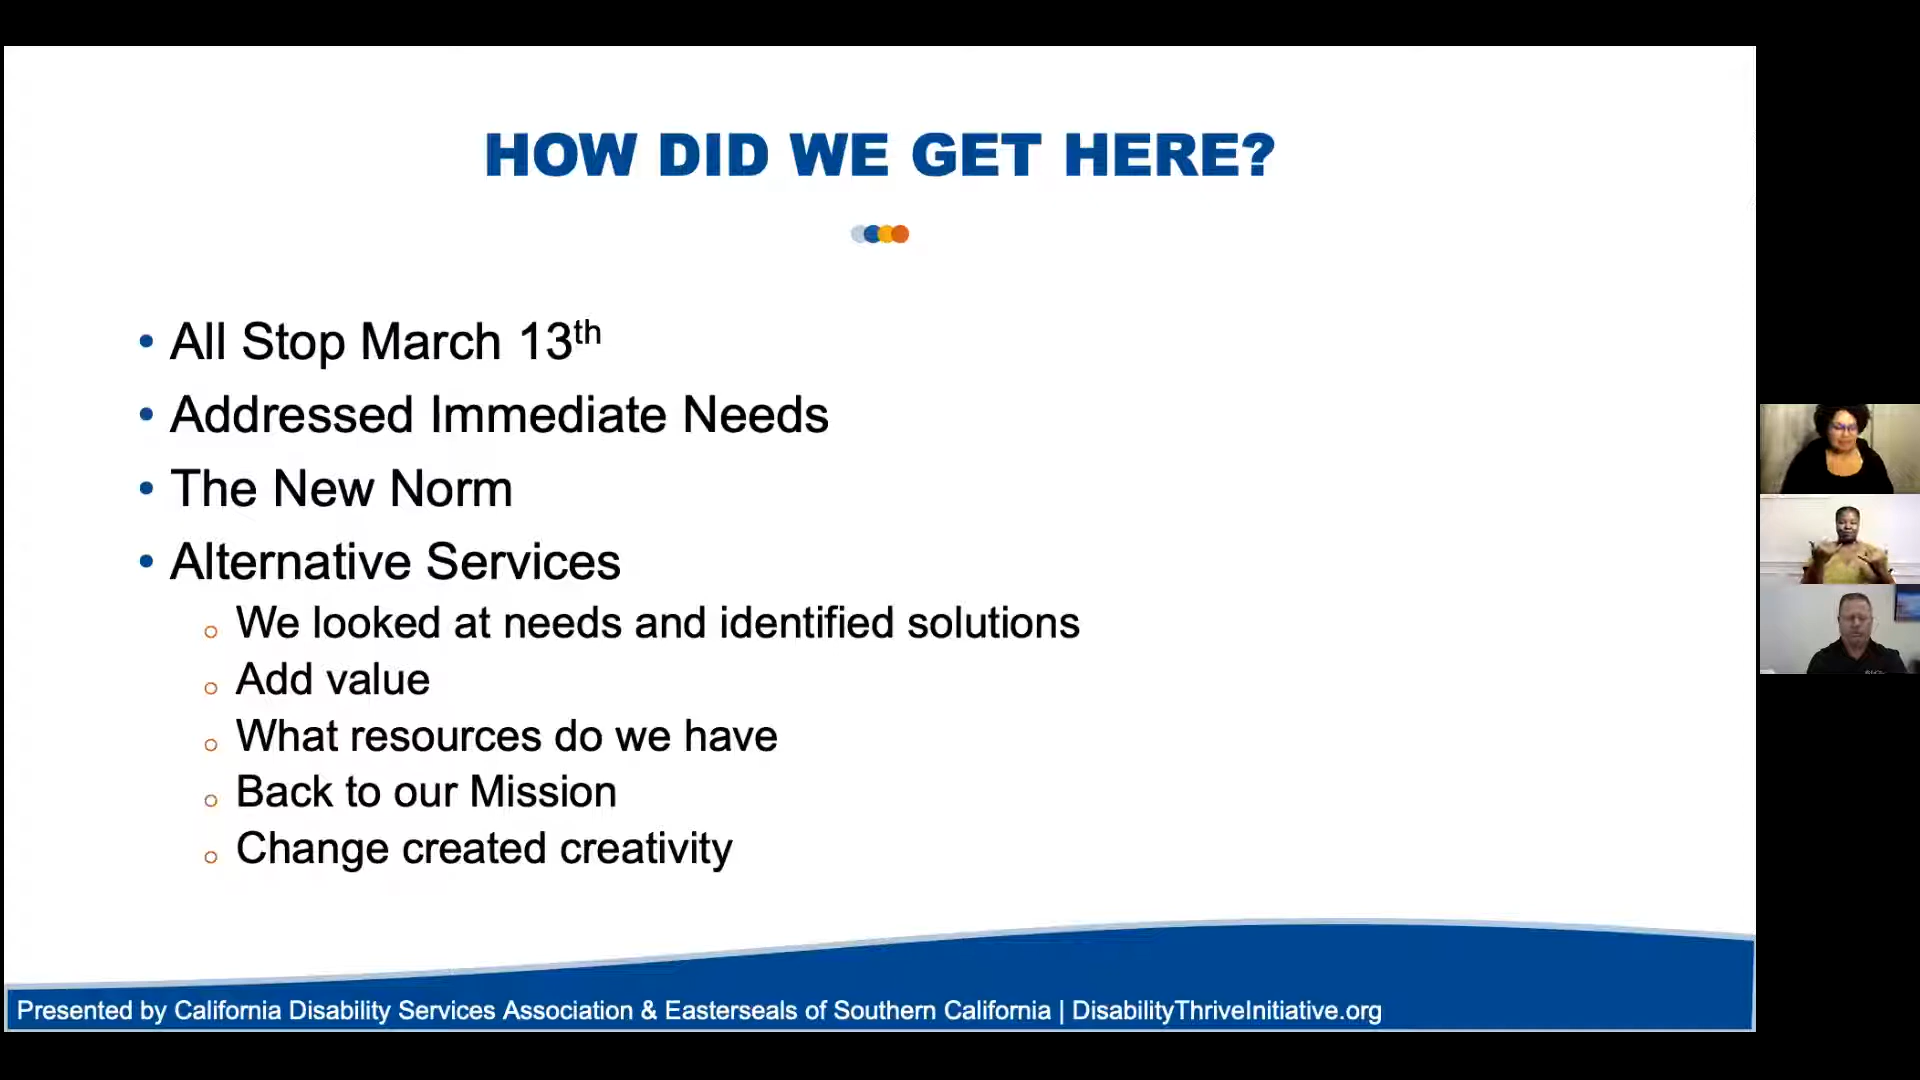 HOW DID WE GET HERE?
• All Stop March 13th
• Addressed Immediate Needs
• The New Norm
• Alternative Services
o We looked at needs and identified solutions
o Add value
o What resources do we have
o Back to our Mission
o Change created creativity
Presented by California Disability Services Association & Easterseals of Southern California | DisabilityThriveInitiative.org